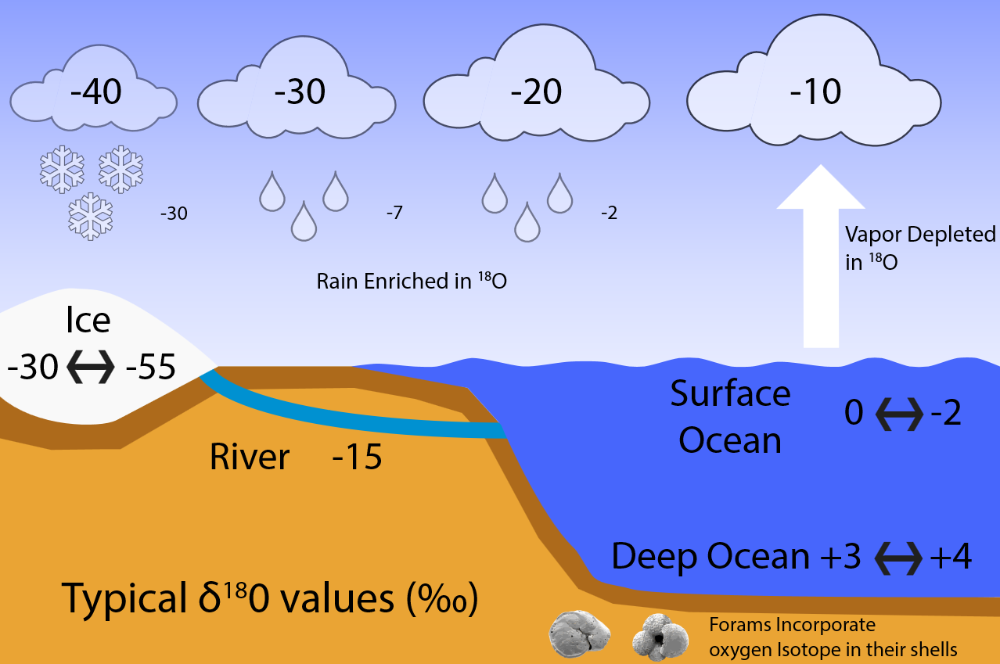 -40
-30
-20
-10
-30
-7
-2
Vapor Depleted
in ¹⁸O
Rain Enriched in ¹⁸O
Ice
-30 ↔ -55
Surface
Ocean
0 ↔ -2
River -15
Deep Ocean +3 ↔ +4
Typical δ¹⁸0 values (‰)
Forams Incorporate
oxygen Isotope in their shells